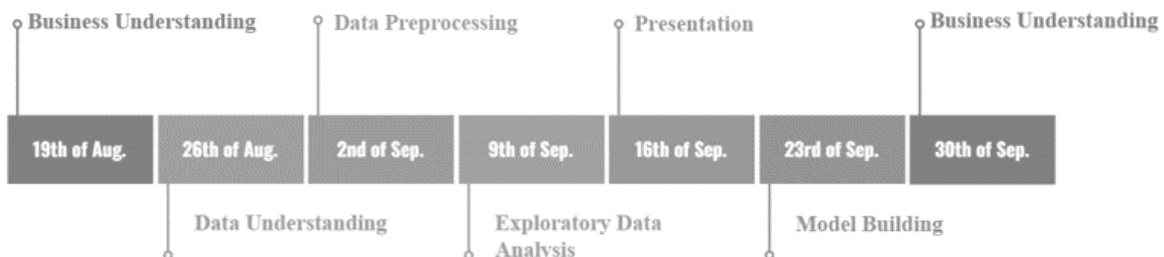 Business Understanding
Data Preprocessing
Presentation
Business Understanding
19th of Aug.
26th of Aug.
2nd of Sep.
9th of Sep.
16th of Sep.
23rd of Sep.
30th of Sep.
Data Understanding
Exploratory Data
Analysis
Model Building